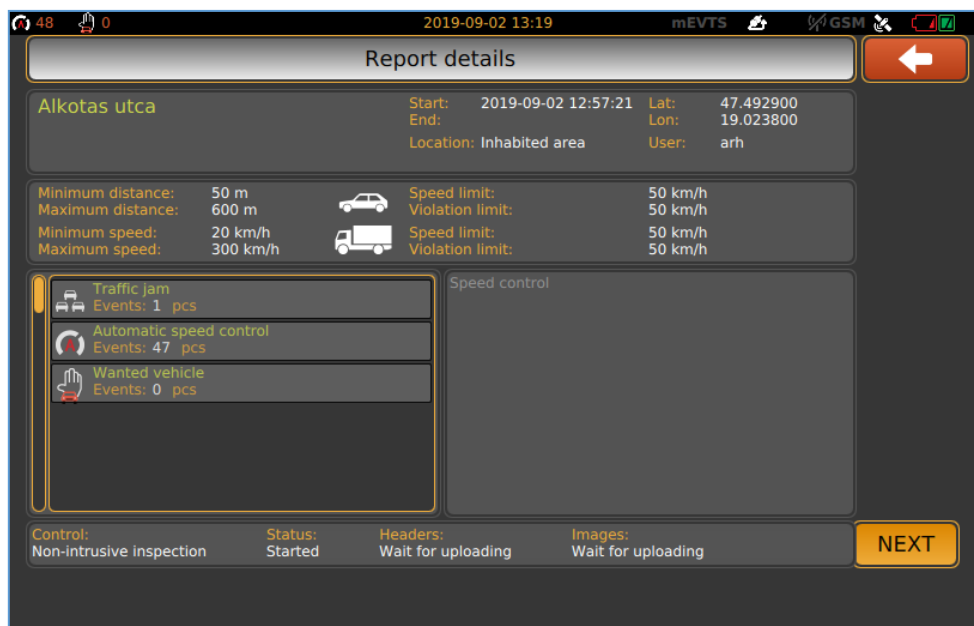 48 0 2019-09-02 13:19 mEVTS GSM
Report details
Alkotas utca
Start: 2019-09-02 12:57:21 Lat: 47.492900
End: Lon: 19.023800
Location: Inhabited area User: arh
Minimum distance: 50 m Speed limit: 50 km/h
Maximum distance: 600 m Violation limit: 50 km/h
Minimum speed: 20 km/h Speed limit: 50 km/h
Maximum speed: 300 km/h Violation limit: 50 km/h
Traffic jam
Events: 1 pcs
Automatic speed control
Events: 47 pcs
Wanted vehicle
Events: 0 pcs
Speed control
Control: Status: Headers: Images:
Non-intrusive inspection Started Wait for uploading Wait for uploading
NEXT